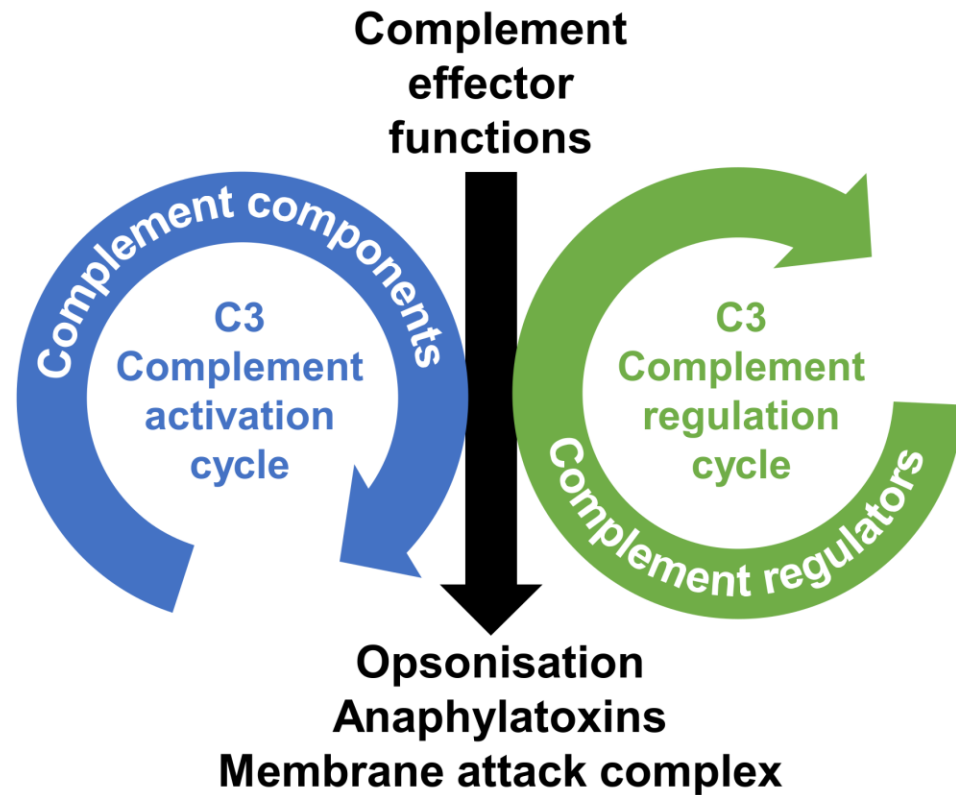 Complement
effector
functions
Complement components
C3
Complement
activation
cycle
C3
Complement
regulation
cycle
Complement regulators
Opsonisation
Anaphylatoxins
Membrane attack complex